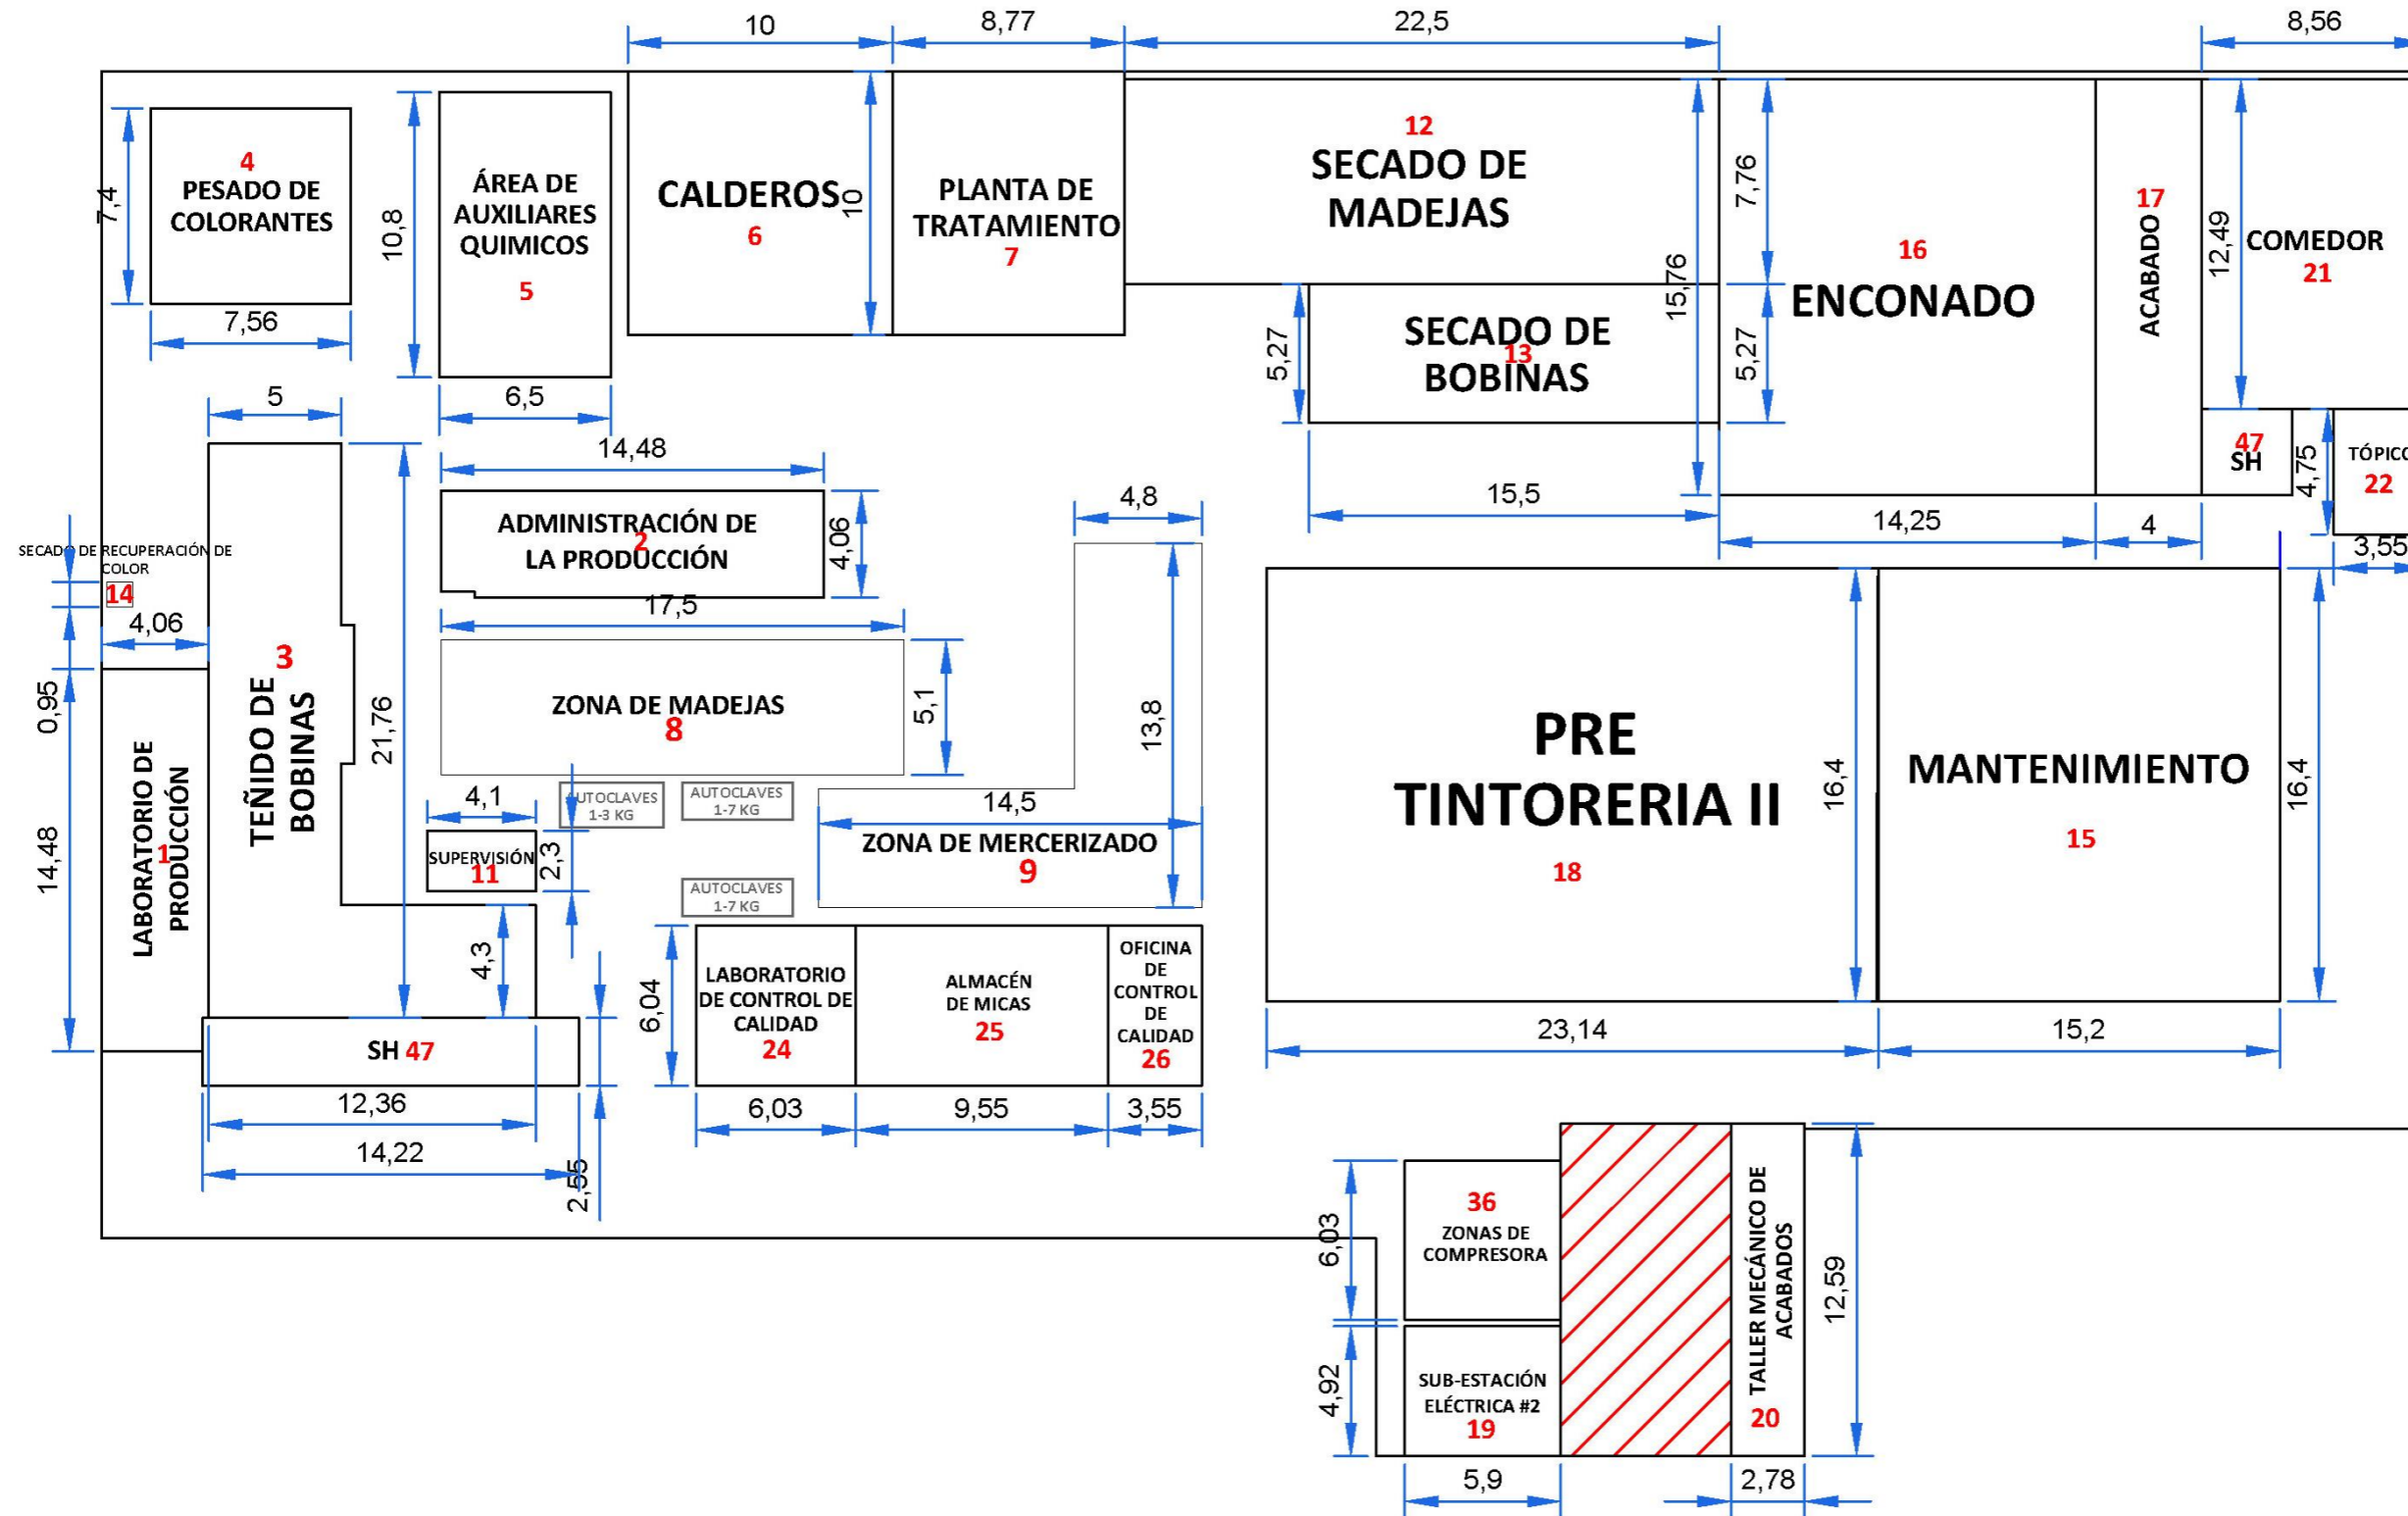 10
8,77
22,5
8,56
4
PESADO DE
COLORANTES
7,4
7,56
10,8
ÁREA DE
AUXILIARES
QUIMICOS
5
6,5
CALDEROS
6
10
PLANTA DE
TRATAMIENTO
7
12
SECADO DE
MADEJAS
15,76
7,76
5,27
SECADO DE
13
BOBINAS
5,27
15,5
16
ENCONADO
14,25
17
ACABADO
4
12,49
COMEDOR
21
47
SH
4,75
TÓPICO
22
3,55
5
14,48
ADMINISTRACIÓN DE
2
LA PRODUCCIÓN
4,06
17,5
4,8
SECADO DE RECUPERACIÓN DE
COLOR
14
4,06
0,95
14,48
LABORATORIO DE
PRODUCCIÓN
1
3
TEÑIDO DE
BOBINAS
21,76
ZONA DE MADEJAS
8
5,1
13,8
AUTOCLAVES
1-3 KG
AUTOCLAVES
1-7 KG
4,1
SUPERVISIÓN
11
2,3
14,5
ZONA DE MERCERIZADO
9
AUTOCLAVES
1-7 KG
4,3
SH 47
12,36
14,22
2,55
6,04
LABORATORIO
DE CONTROL DE
CALIDAD
24
ALMACÉN
DE MICAS
25
OFICINA
DE
CONTROL
DE
CALIDAD
26
6,03
9,55
3,55
PRE
TINTORERIA II
18
16,4
MANTENIMIENTO
15
16,4
23,14
15,2
6,03
36
ZONAS DE
COMPRESORA
4,92
SUB-ESTACIÓN
ELÉCTRICA #2
19
TALLER MECÁNICO DE
ACABADOS
20
12,59
5,9
2,78